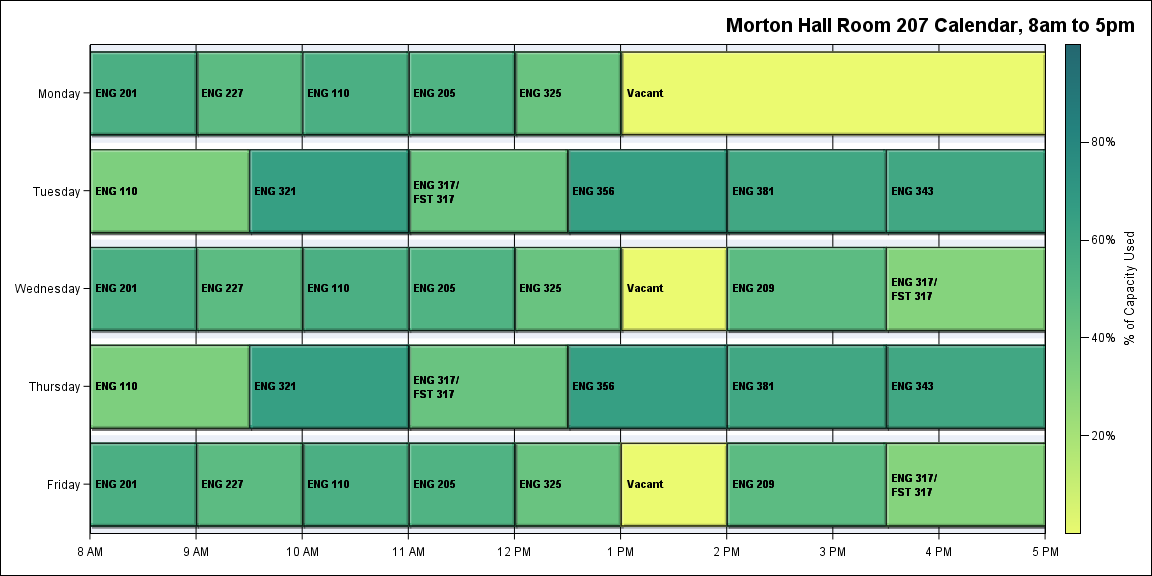 Morton Hall Room 207 Calendar, 8am to 5pm
Monday
ENG 201
ENG 227
ENG 110
ENG 205
ENG 325
Vacant
Tuesday
ENG 110
ENG 321
ENG 317/
FST 317
ENG 356
ENG 381
ENG 343
Wednesday
ENG 201
ENG 227
ENG 110
ENG 205
ENG 325
Vacant
ENG 209
ENG 317/
FST 317
Thursday
ENG 110
ENG 321
ENG 317/
FST 317
ENG 356
ENG 381
ENG 343
Friday
ENG 201
ENG 227
ENG 110
ENG 205
ENG 325
Vacant
ENG 209
ENG 317/
FST 317
8 AM
9 AM
10 AM
11 AM
12 PM
1 PM
2 PM
3 PM
4 PM
5 PM
80%
60%
40%
20%
% of Capacity Used